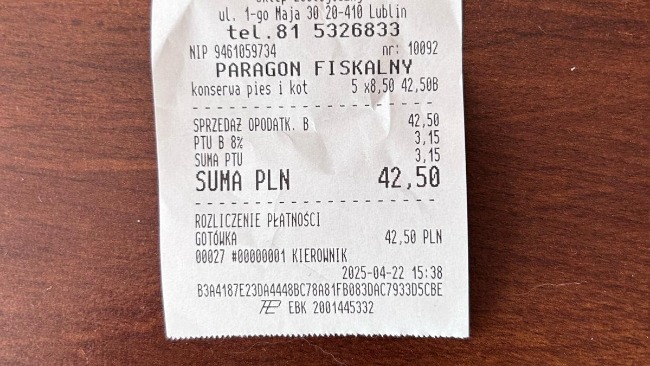 ul. 1-go Maja 30 20-410 Lublin
tel.81 5326833
NIP 9461059734 nr: 10092
PARAGON FISKALNY
konserwa pies i kot 5 x8,50 42,50B
SPRZEDAŻ OPODATK. B 42,50
PTU B 8% 3,15
SUMA PTU 3,15
SUMA PLN 42,50
ROZLICZENIE PŁATNOŚCI
GOTÓWKA 42,50 PLN
00027 #00000001 KIEROWNIK
2025-04-22 15:38
B3A4187E23DA4448BC78A81FB083DAC7933D5CBE
EBK 2001445332